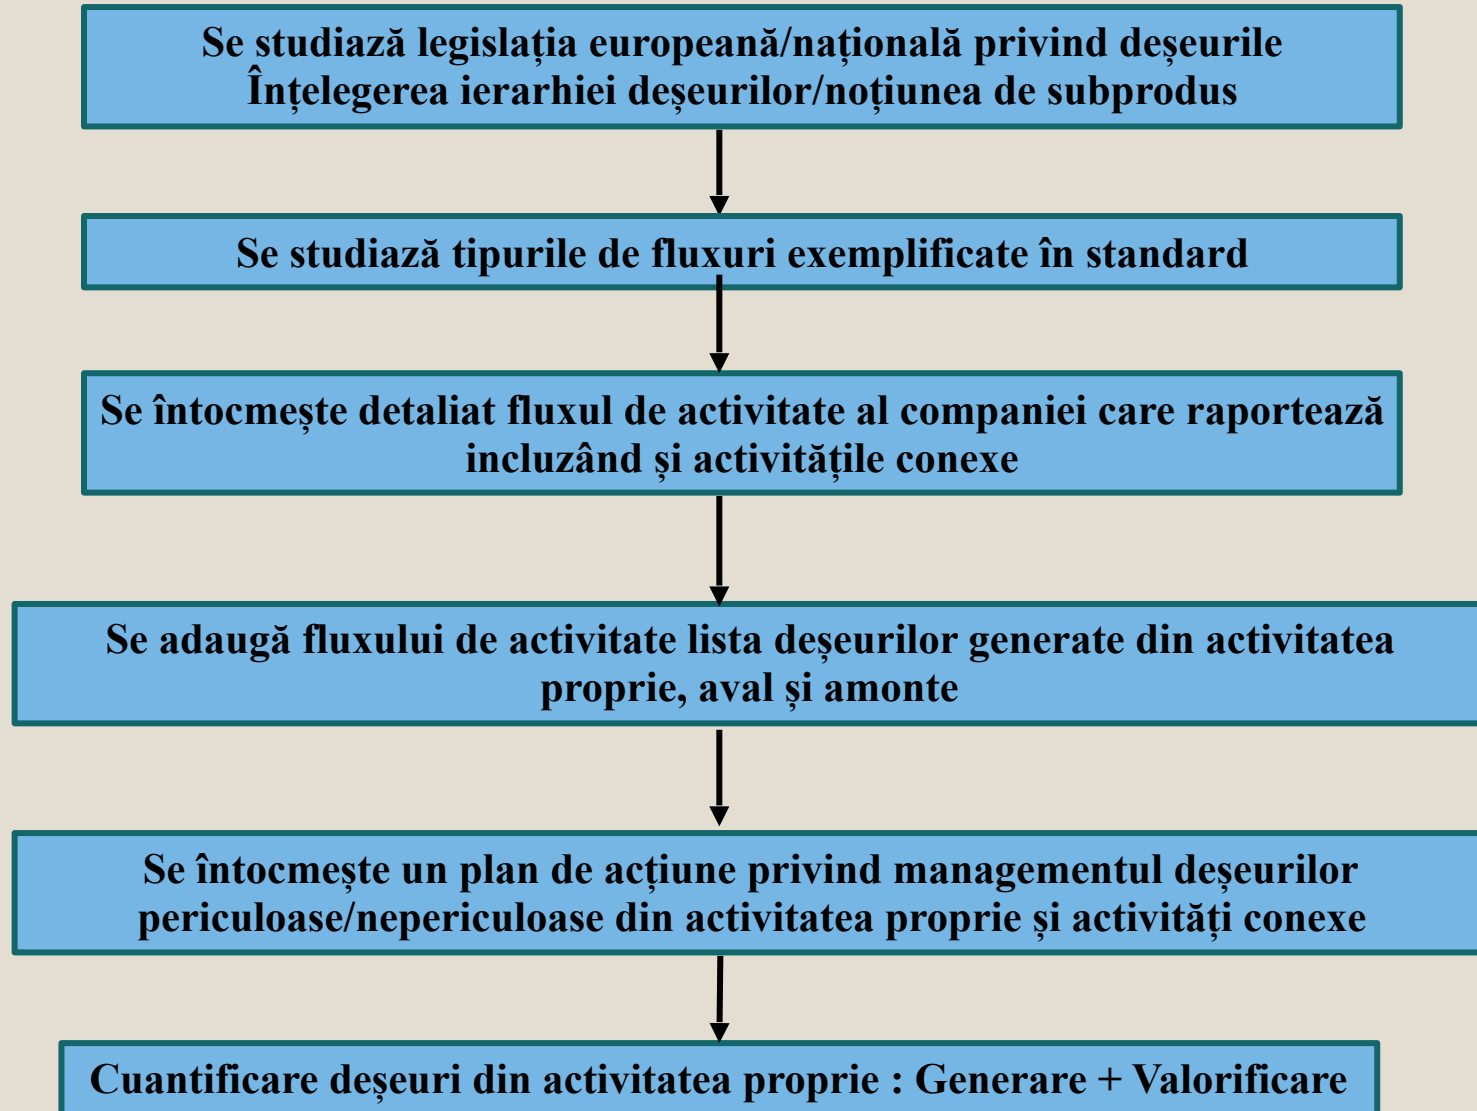 Se studiază legislația europeană/națională privind deșeurile
Înțelegerea ierarhiei deșeurilor/noțiunea de subprodus
Se studiază tipurile de fluxuri exemplificate în standard
Se întocmește detaliat fluxul de activitate al companiei care raportează
incluzând și activitățile conexe
Se adaugă fluxului de activitate lista deșeurilor generate din activitatea
proprie, aval și amonte
Se întocmește un plan de acțiune privind managementul deșeurilor
periculoase/nepericuloase din activitatea proprie și activități conexe
Cuantificare deșeuri din activitatea proprie : Generare + Valorificare